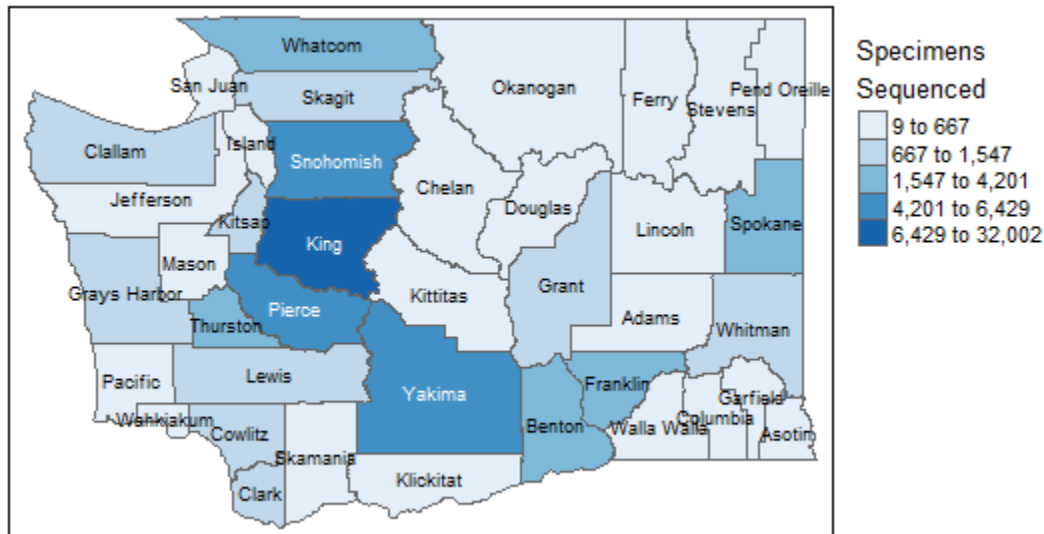 Whatcom
San Juan
Skagit
Okanogan
Ferry
Stevens
Pend Oreille
Clallam
Island
Snohomish
Chelan
Jefferson
Kitsap
King
Douglas
Lincoln
Spokane
Mason
Grays Harbor
Kittitas
Grant
Adams
Whitman
Thurston
Pierce
Pacific
Lewis
Yakima
Franklin
Garfield
Columbia
Wahkiakum
Cowlitz
Benton
Walla Walla
Asotin
Skamania
Klickitat
Clark
Specimens
Sequenced
9 to 667
667 to 1,547
1,547 to 4,201
4,201 to 6,429
6,429 to 32,002